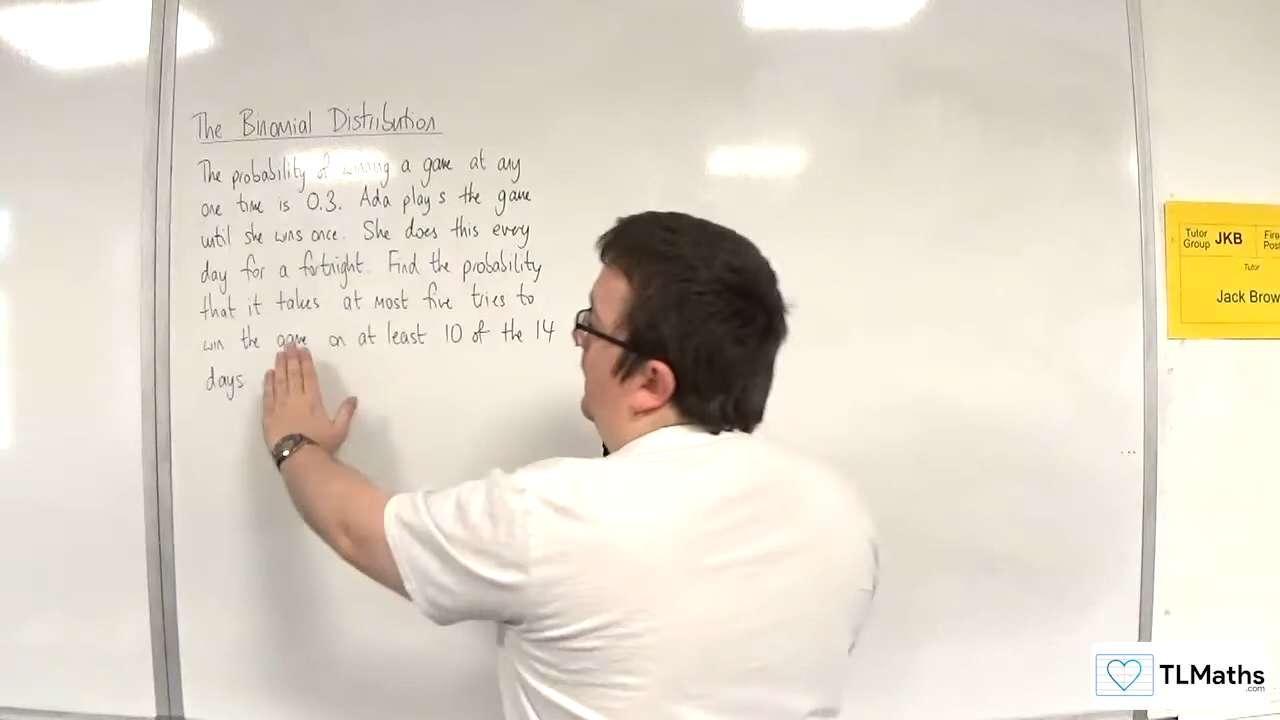 The Binomial Distribution
The probability of winning a game at any
one time is 0.3. Ada plays the game
until she wins once. She does this every
day for a fortnight. Find the probability
that it takes at most five tries to
win the game on at least 10 of the 14
days
Tutor Group JKB
Tutor
Jack Brow
TLMaths
.com